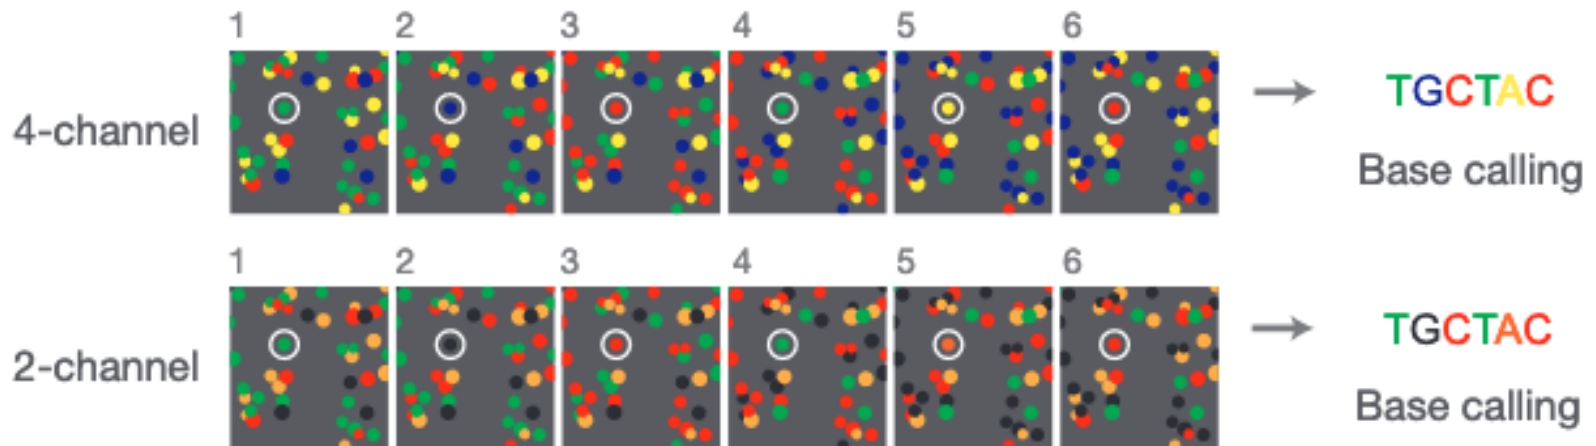 1 2 3 4 5 6
4-channel
TGCTAC
Base calling
1 2 3 4 5 6
2-channel
TGCTAC
Base calling